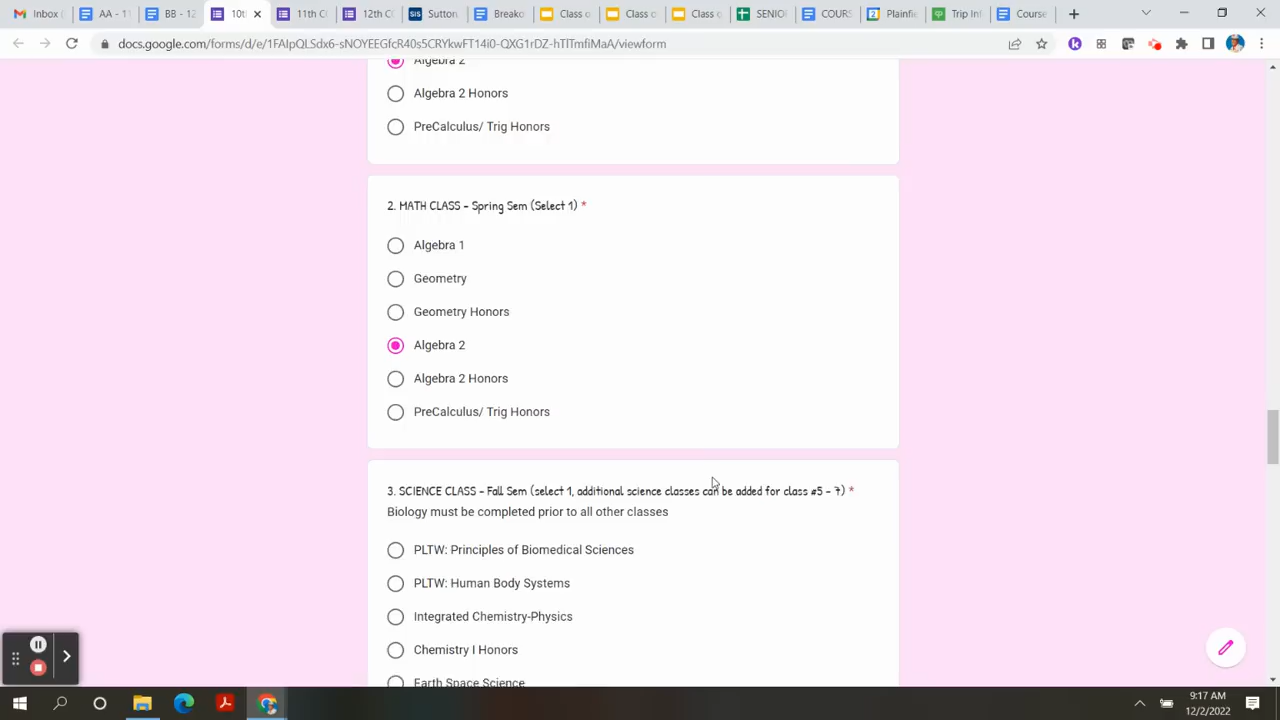 Inbox
AA - 11
BB - 12
10th
11th C
12th C
SIS
Sutton
Breako
Class o
Class o
Class o
SENIOR
COURS
Plainfie
Trip Inf
Course
docs.google.com/forms/d/e/1FAIpQLSdx6-sNOYEEGfcR40s5CRYkwFT14i0-QXG1rDZ-hTlTmfiMaA/viewform
Algebra 2
Algebra 2 Honors
PreCalculus/ Trig Honors
2. MATH CLASS - Spring Sem (Select 1) *
Algebra 1
Geometry
Geometry Honors
Algebra 2
Algebra 2 Honors
PreCalculus/ Trig Honors
3. SCIENCE CLASS - Fall Sem (select 1, additional science classes can be added for class #5 - 7) *
Biology must be completed prior to all other classes
PLTW: Principles of Biomedical Sciences
PLTW: Human Body Systems
Integrated Chemistry-Physics
Chemistry I Honors
Earth Space Science
9:17 AM
12/2/2022